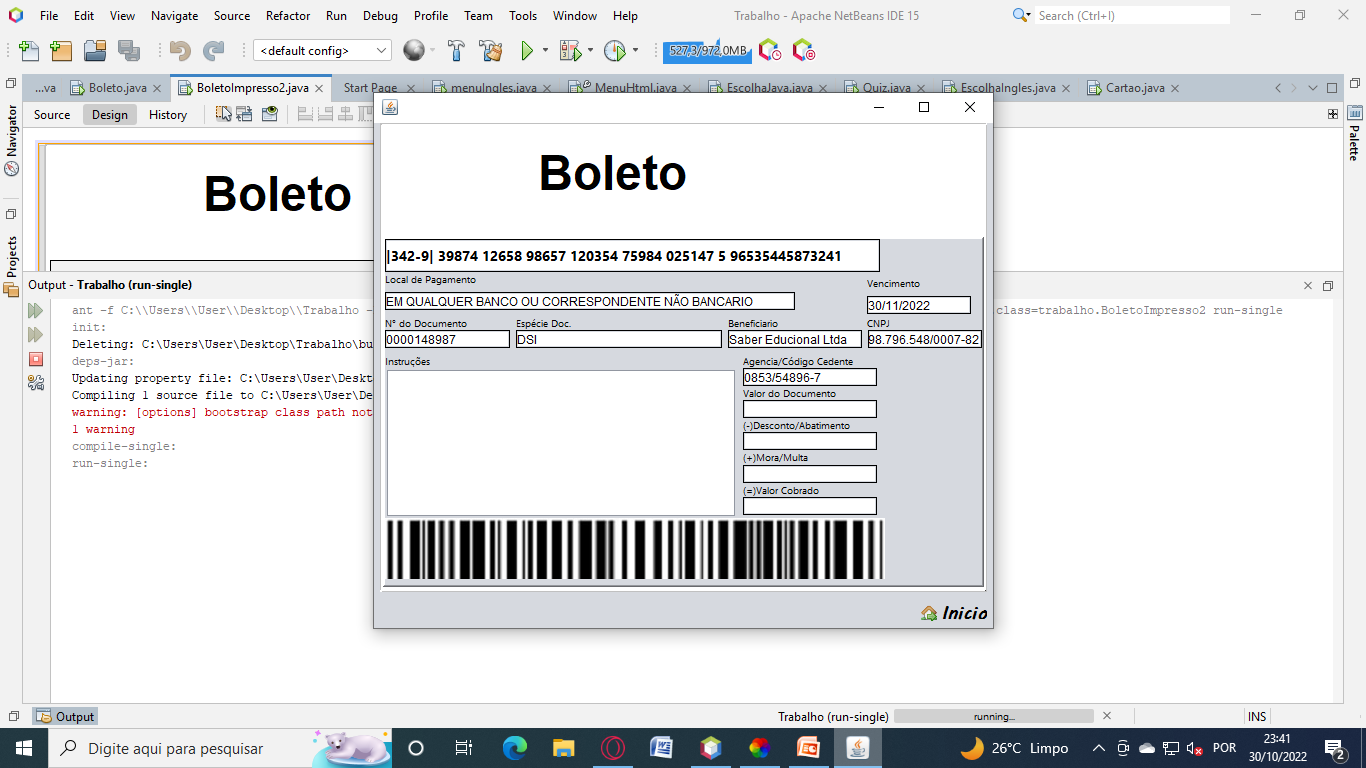 File Edit View Navigate Source Refactor Run Debug Profile Team Tools Window Help Trabalho - Apache NetBeans IDE 15 Search (Ctrl+I)
<default config> 527,3/972,0MB
...va Boleto.java BoletoImpresso2.java Start Page menuIngles.java MenuHtml.java EscolhaJava.java Quiz.java EscolhaIngles.java Cartao.java
Source Design History
Navigator
Projects
Palette
Boleto
Output - Trabalho (run-single)
ant -f C:\\Users\\User\\Desktop\\Trabalho - class=trabalho.BoletoImpresso2 run-single
init:
Deleting: C:\Users\User\Desktop\Trabalho\bu
deps-jar:
Updating property file: C:\Users\User\Deskt
Compiling 1 source file to C:\Users\User\De
warning: [options] bootstrap class path not
1 warning
compile-single:
run-single:
Boleto
|342-9| 39874 12658 98657 120354 75984 025147 5 96535445873241
Local de Pagamento
Vencimento
EM QUALQUER BANCO OU CORRESPONDENTE NÃO BANCARIO
30/11/2022
N° do Documento Espécie Doc. Beneficiario CNPJ
0000148987 DSI Saber Educional Ltda 98.796.548/0007-82
Instruções Agencia/Código Cedente
0853/54896-7
Valor do Documento
(-)Desconto/Abatimento
(+)Mora/Multa
(=)Valor Cobrado
Inicio
Output Trabalho (run-single) running... INS
Digite aqui para pesquisar 26°C Limpo POR 23:41
30/10/2022 2